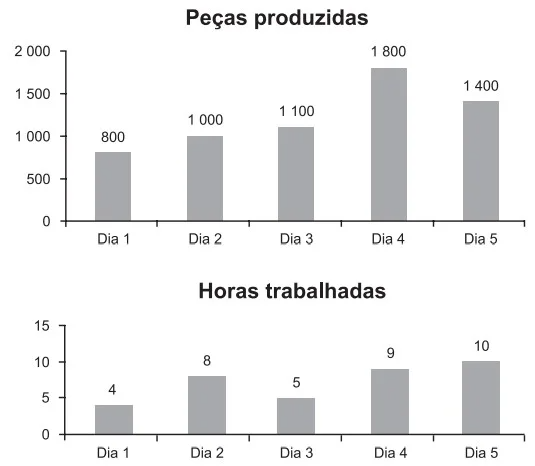 Peças produzidas
2 000
1 500
1 000
500
0
800
1 000
1 100
1 800
1 400
Dia 1
Dia 2
Dia 3
Dia 4
Dia 5
Horas trabalhadas
15
10
5
0
4
8
5
9
10
Dia 1
Dia 2
Dia 3
Dia 4
Dia 5